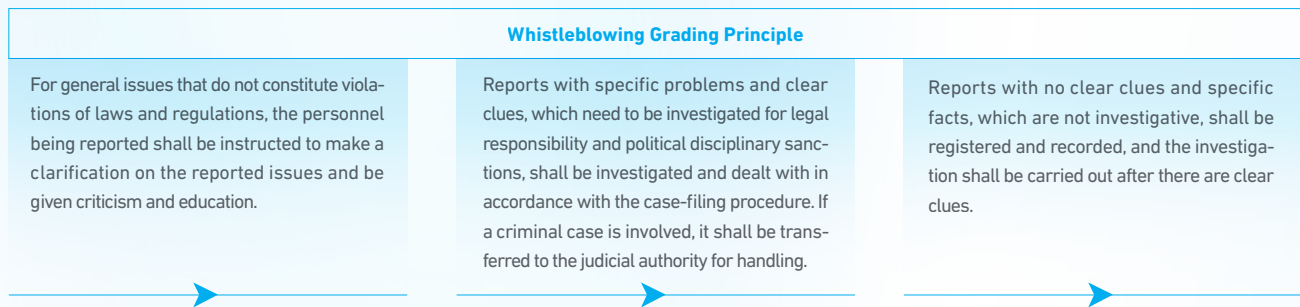 Whistleblowing Grading Principle
For general issues that do not constitute viola-
tions of laws and regulations, the personnel
being reported shall be instructed to make a
clarification on the reported issues and be
given criticism and education.
Reports with specific problems and clear
clues, which need to be investigated for legal
responsibility and political disciplinary sanc-
tions, shall be investigated and dealt with in
accordance with the case-filing procedure. If
a criminal case is involved, it shall be trans-
ferred to the judicial authority for handling.
Reports with no clear clues and specific
facts, which are not investigative, shall be
registered and recorded, and the investiga-
tion shall be carried out after there are clear
clues.